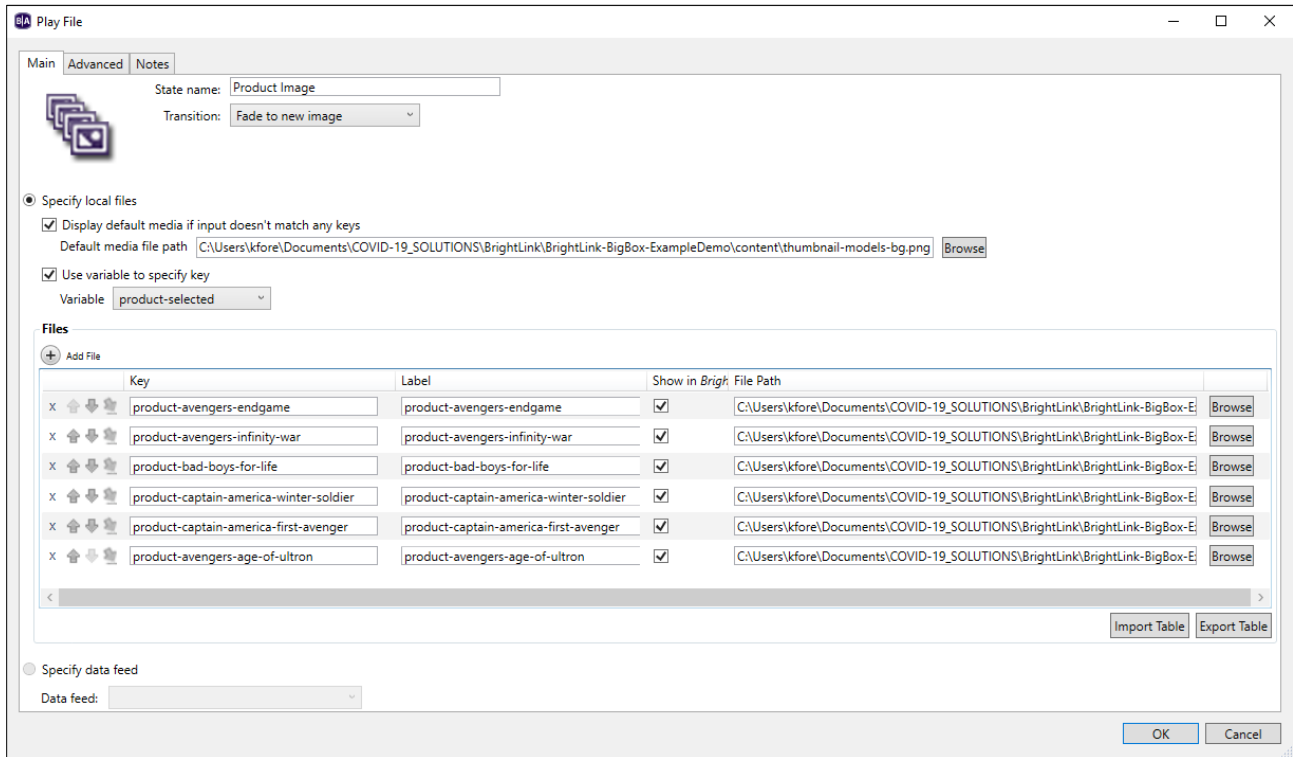 B|A Play File
Main Advanced Notes
State name: Product Image
Transition: Fade to new image
Specify local files
Display default media if input doesn't match any keys
Default media file path C:\Users\kfore\Documents\COVID-19_SOLUTIONS\BrightLink\BrightLink-BigBox-ExampleDemo\content\thumbnail-models-bg.png Browse
Use variable to specify key
Variable product-selected
Files
Add File
Key Label Show in Brigh File Path
x product-avengers-endgame product-avengers-endgame C:\Users\kfore\Documents\COVID-19_SOLUTIONS\BrightLink\BrightLink-BigBox-E Browse
x product-avengers-infinity-war product-avengers-infinity-war C:\Users\kfore\Documents\COVID-19_SOLUTIONS\BrightLink\BrightLink-BigBox-E Browse
x product-bad-boys-for-life product-bad-boys-for-life C:\Users\kfore\Documents\COVID-19_SOLUTIONS\BrightLink\BrightLink-BigBox-E Browse
x product-captain-america-winter-soldier product-captain-america-winter-soldier C:\Users\kfore\Documents\COVID-19_SOLUTIONS\BrightLink\BrightLink-BigBox-E Browse
x product-captain-america-first-avenger product-captain-america-first-avenger C:\Users\kfore\Documents\COVID-19_SOLUTIONS\BrightLink\BrightLink-BigBox-E Browse
x product-avengers-age-of-ultron product-avengers-age-of-ultron C:\Users\kfore\Documents\COVID-19_SOLUTIONS\BrightLink\BrightLink-BigBox-E Browse
Import Table Export Table
Specify data feed
Data feed:
OK Cancel